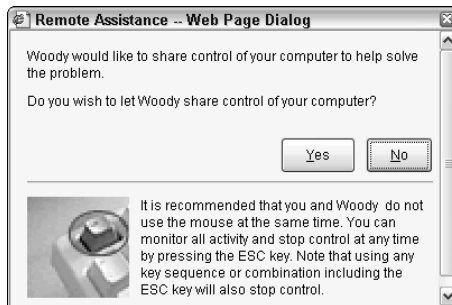 Remote Assistance -- Web Page Dialog
Woody would like to share control of your computer to help solve
the problem.
Do you wish to let Woody share control of your computer?
Yes No
It is recommended that you and Woody do not
use the mouse at the same time. You can
monitor all activity and stop control at any time
by pressing the ESC key. Note that using any
key sequence or combination including the
ESC key will also stop control.